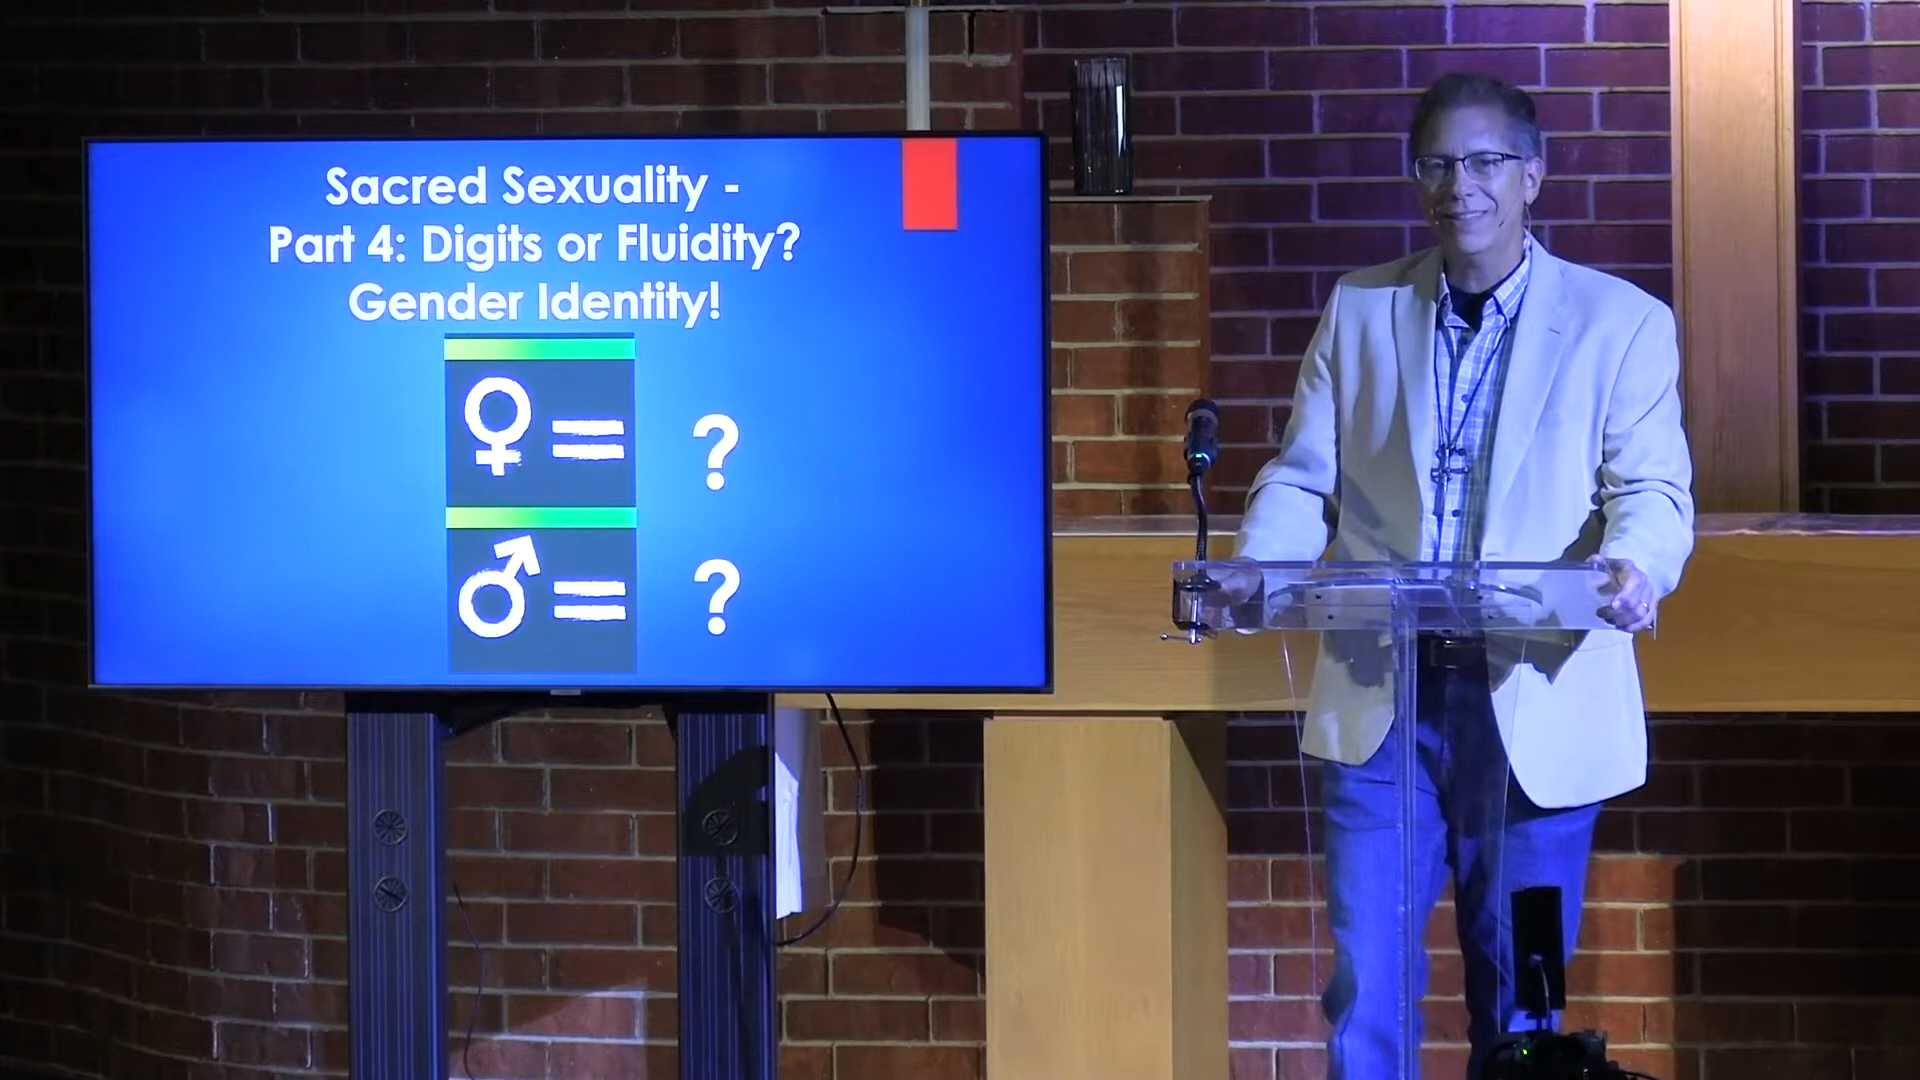 Sacred Sexuality -
Part 4: Digits or Fluidity?
Gender Identity!
♀ = ?
♂ = ?